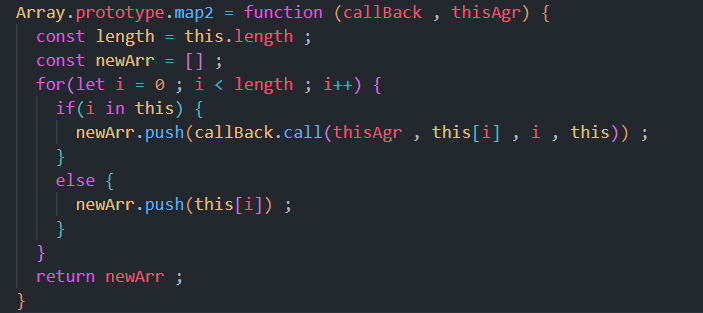 Array.prototype.map2 = function (callBack , thisAgr) {
const length = this.length ;
const newArr = [] ;
for(let i = 0 ; i < length ; i++) {
if(i in this) {
newArr.push(callBack.call(thisAgr , this[i] , i , this)) ;
}
else {
newArr.push(this[i]) ;
}
}
return newArr ;
}